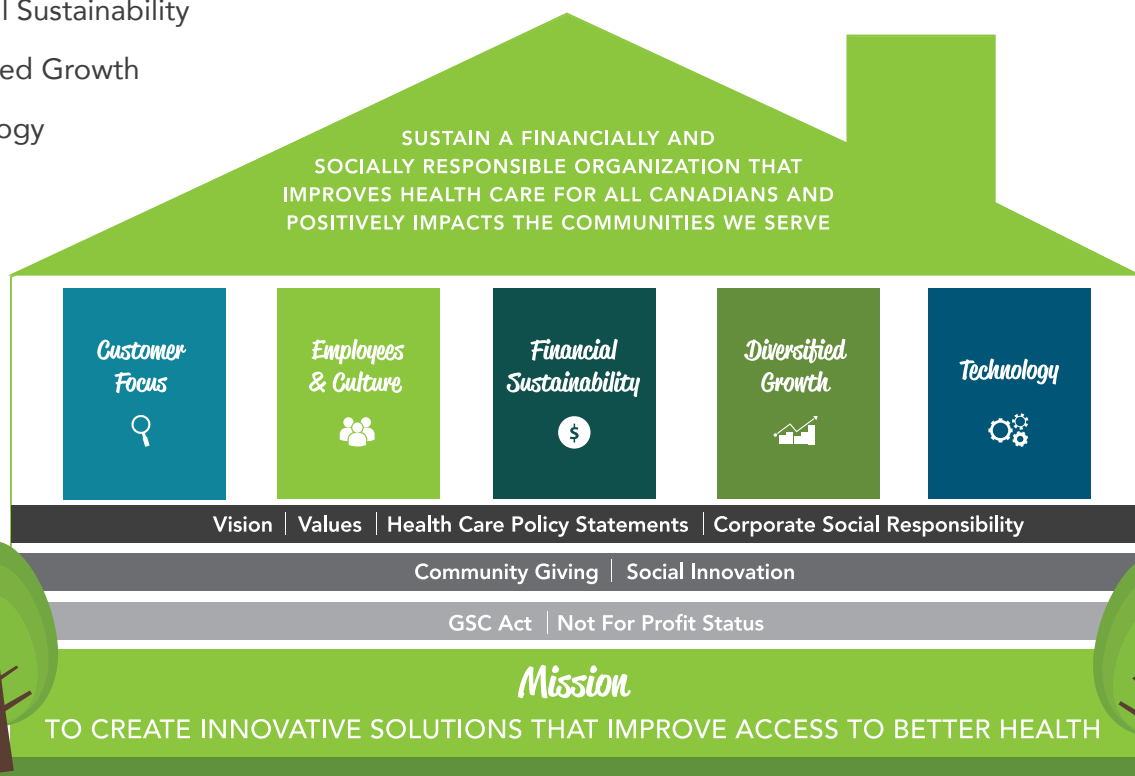 l Sustainability
ed Growth
ogy
SUSTAIN A FINANCIALLY AND
SOCIALLY RESPONSIBLE ORGANIZATION THAT
IMPROVES HEALTH CARE FOR ALL CANADIANS AND
POSITIVELY IMPACTS THE COMMUNITIES WE SERVE
Customer
Focus
Employees
& Culture
Financial
Sustainability
$
Diversified
Growth
Technology
Vision | Values | Health Care Policy Statements | Corporate Social Responsibility
Community Giving | Social Innovation
GSC Act | Not For Profit Status
Mission
TO CREATE INNOVATIVE SOLUTIONS THAT IMPROVE ACCESS TO BETTER HEALTH